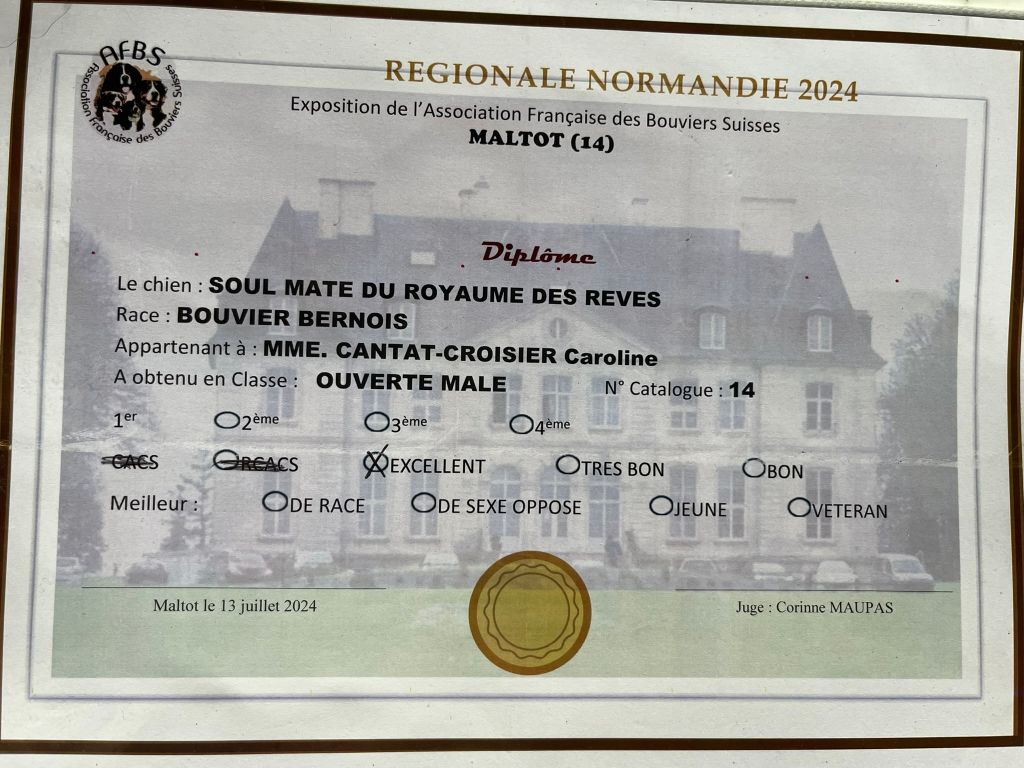 AFBS
Association Française des Bouviers Suisses
REGIONALE NORMANDIE 2024
Exposition de l'Association Française des Bouviers Suisses
MALTOT (14)
Diplôme
Le chien : SOUL MATE DU ROYAUME DES REVES
Race : BOUVIER BERNOIS
Appartenant à : MME. CANTAT-CROISIER Caroline
A obtenu en Classe : OUVERTE MALE N° Catalogue : 14
1er 2ème 3ème 4ème
CACS RCACS EXCELLENT TRES BON BON
Meilleur : DE RACE DE SEXE OPPOSE JEUNE VETERAN
Maltot le 13 juillet 2024 Juge : Corinne MAUPAS